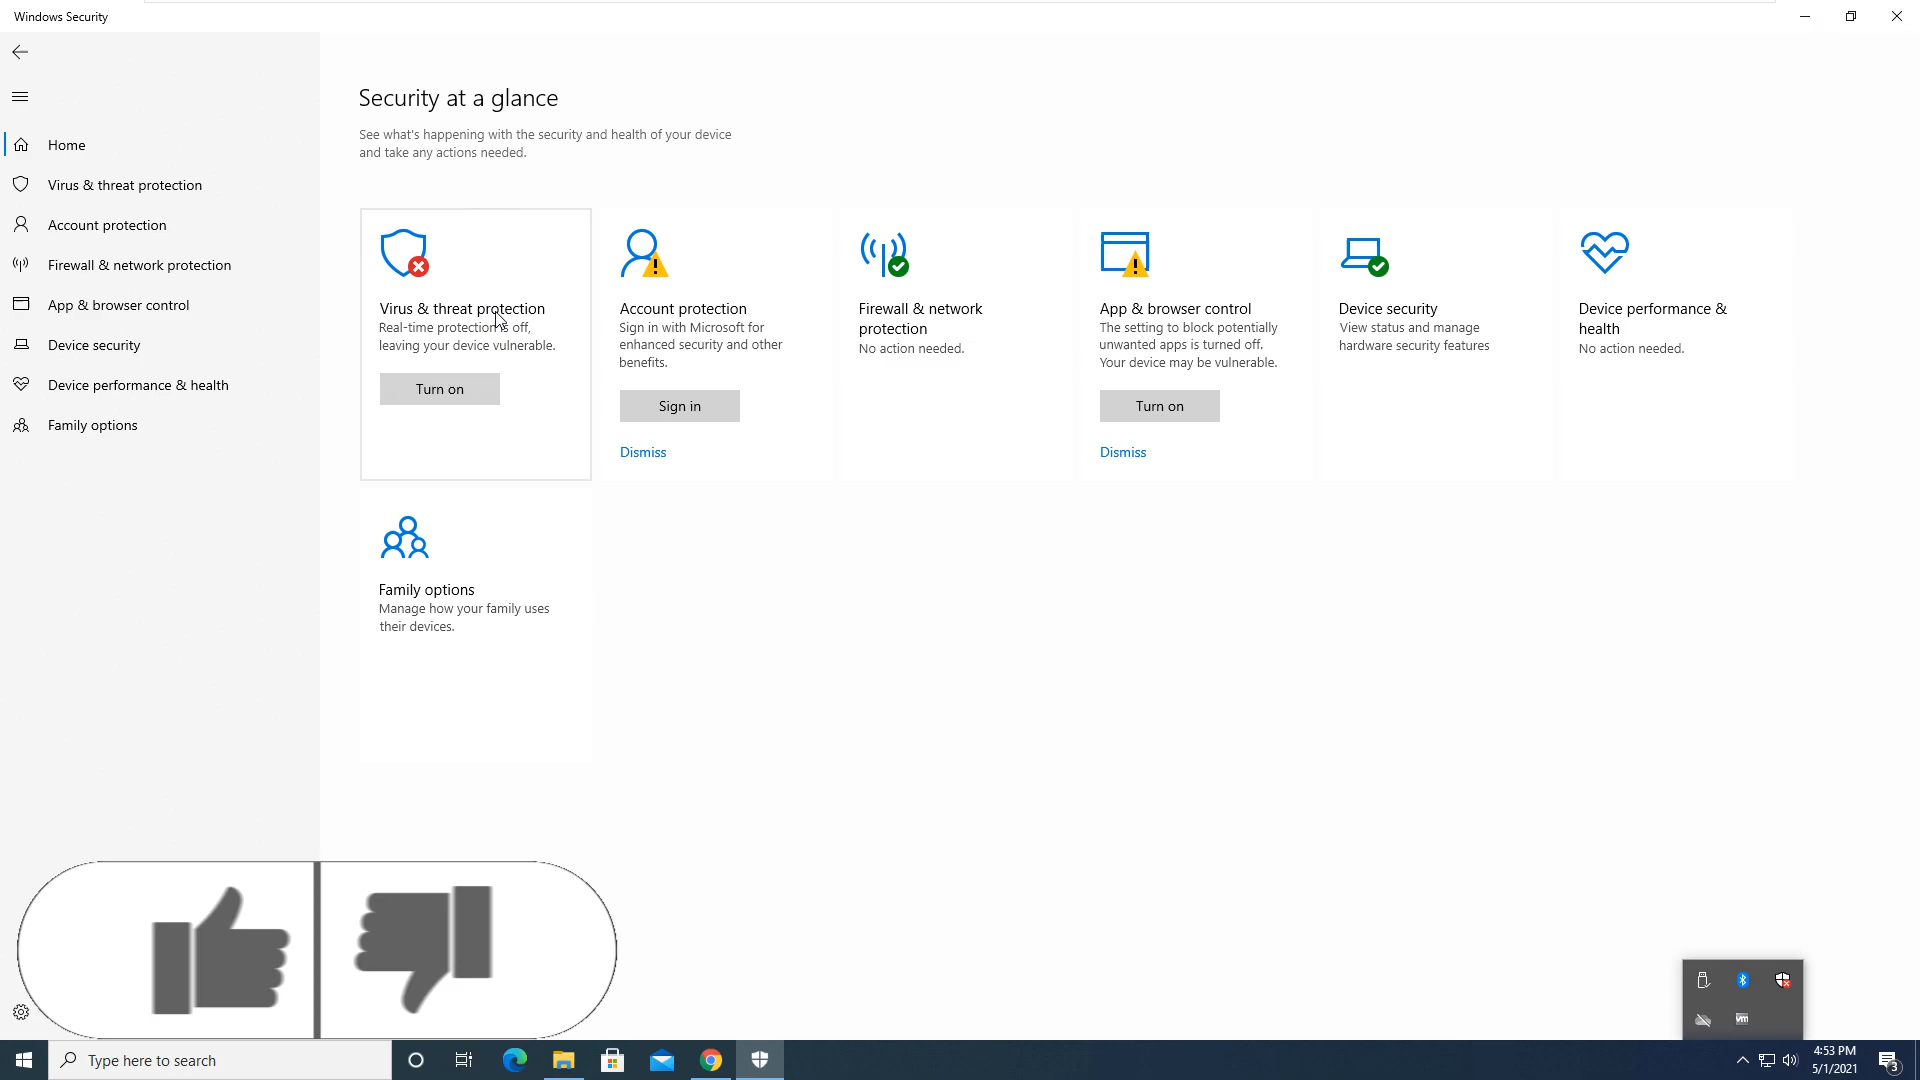 Windows Security
Home
Virus & threat protection
Account protection
Firewall & network protection
App & browser control
Device security
Device performance & health
Family options
Security at a glance
See what's happening with the security and health of your device
and take any actions needed.
Virus & threat protection
Real-time protection is off,
leaving your device vulnerable.
Turn on
Account protection
Sign in with Microsoft for
enhanced security and other
benefits.
Sign in
Dismiss
Firewall & network
protection
No action needed.
App & browser control
The setting to block potentially
unwanted apps is turned off.
Your device may be vulnerable.
Turn on
Dismiss
Device security
View status and manage
hardware security features
Device performance &
health
No action needed.
Family options
Manage how your family uses
their devices.
vm
Type here to search
4:53 PM
5/1/2021
3